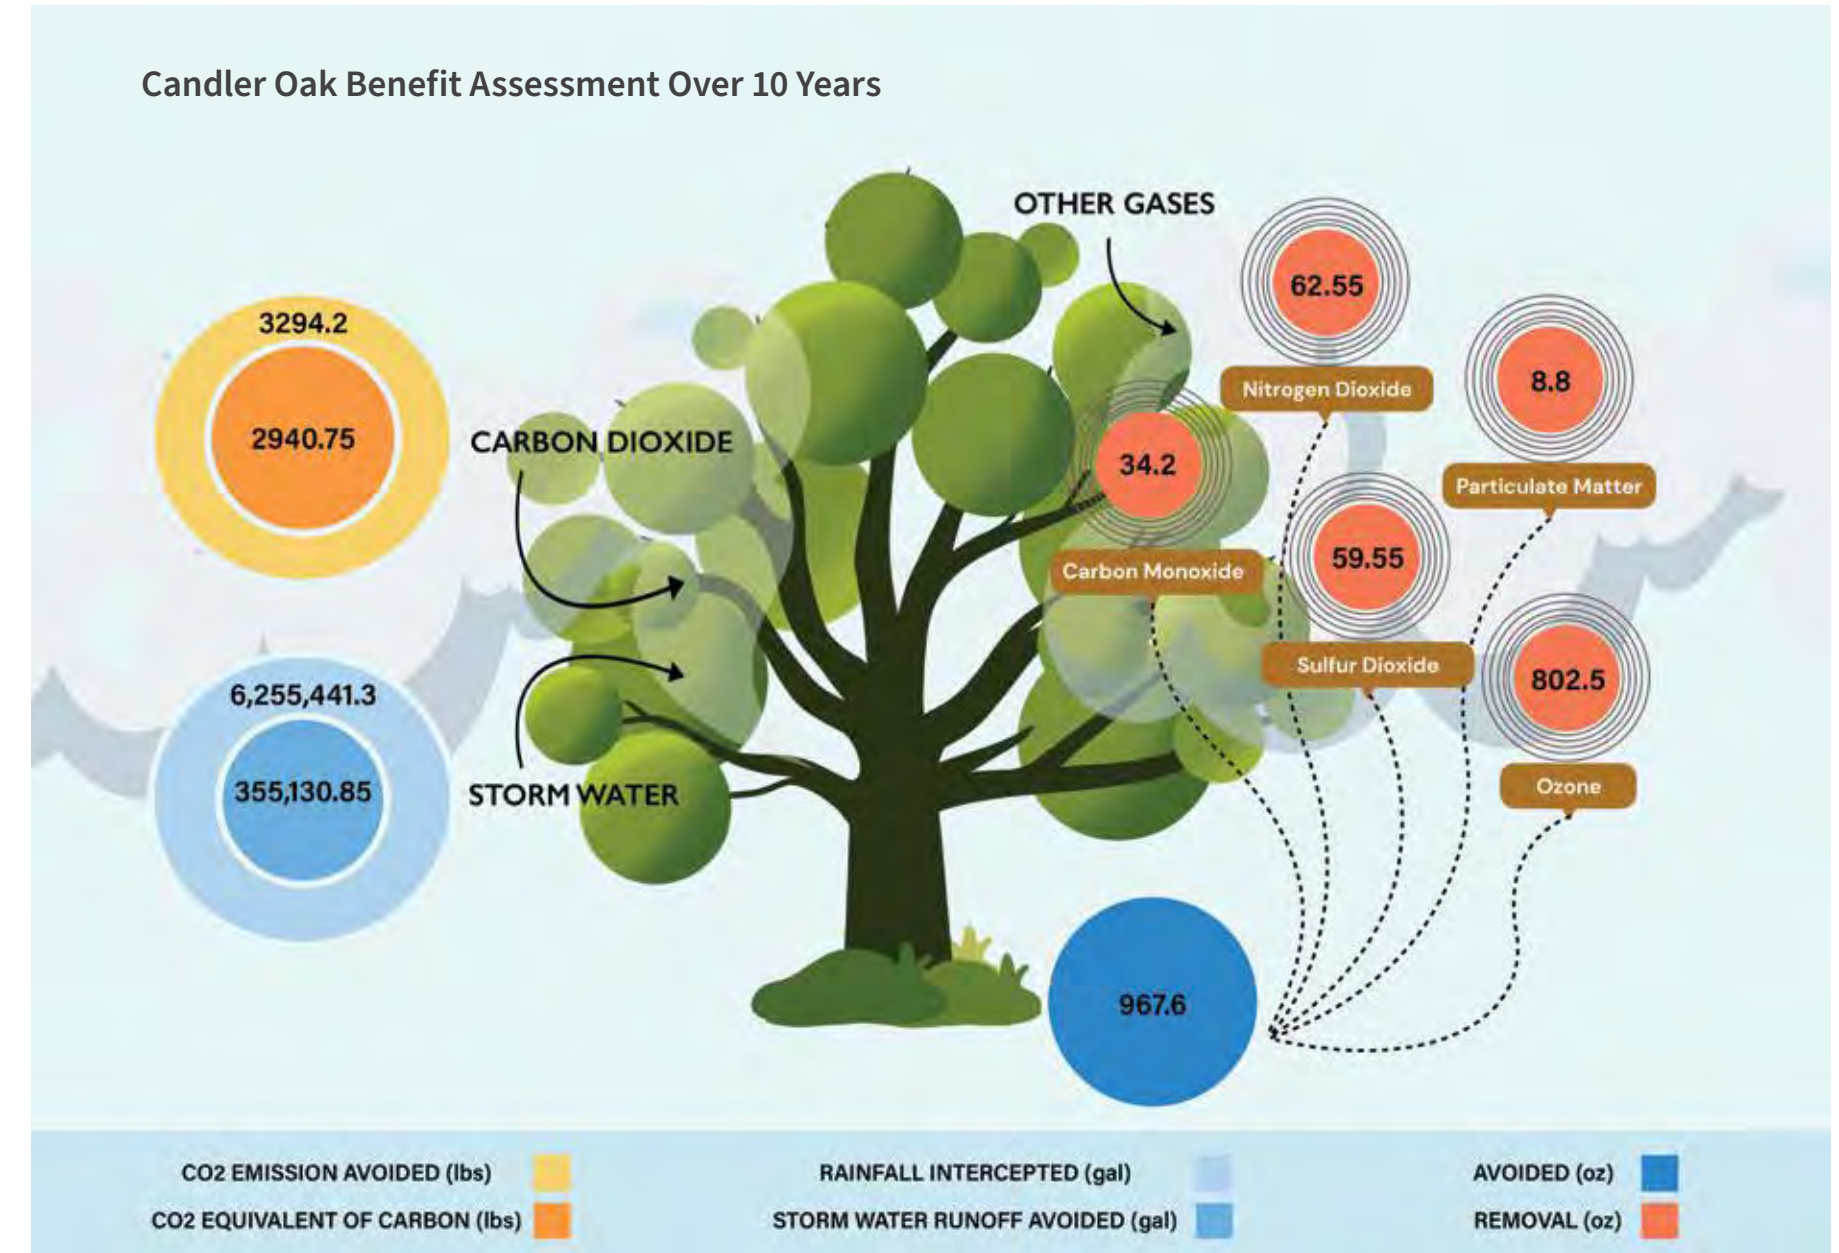 Candler Oak Benefit Assessment Over 10 Years
OTHER GASES
62.55
Nitrogen Dioxide
8.8
Particulate Matter
3294.2
2940.75
CARBON DIOXIDE
34.2
Carbon Monoxide
59.55
Sulfur Dioxide
802.5
Ozone
6,255,441.3
355,130.85
STORM WATER
967.6
CO2 EMISSION AVOIDED (lbs)
CO2 EQUIVALENT OF CARBON (lbs)
RAINFALL INTERCEPTED (gal)
STORM WATER RUNOFF AVOIDED (gal)
AVOIDED (oz)
REMOVAL (oz)